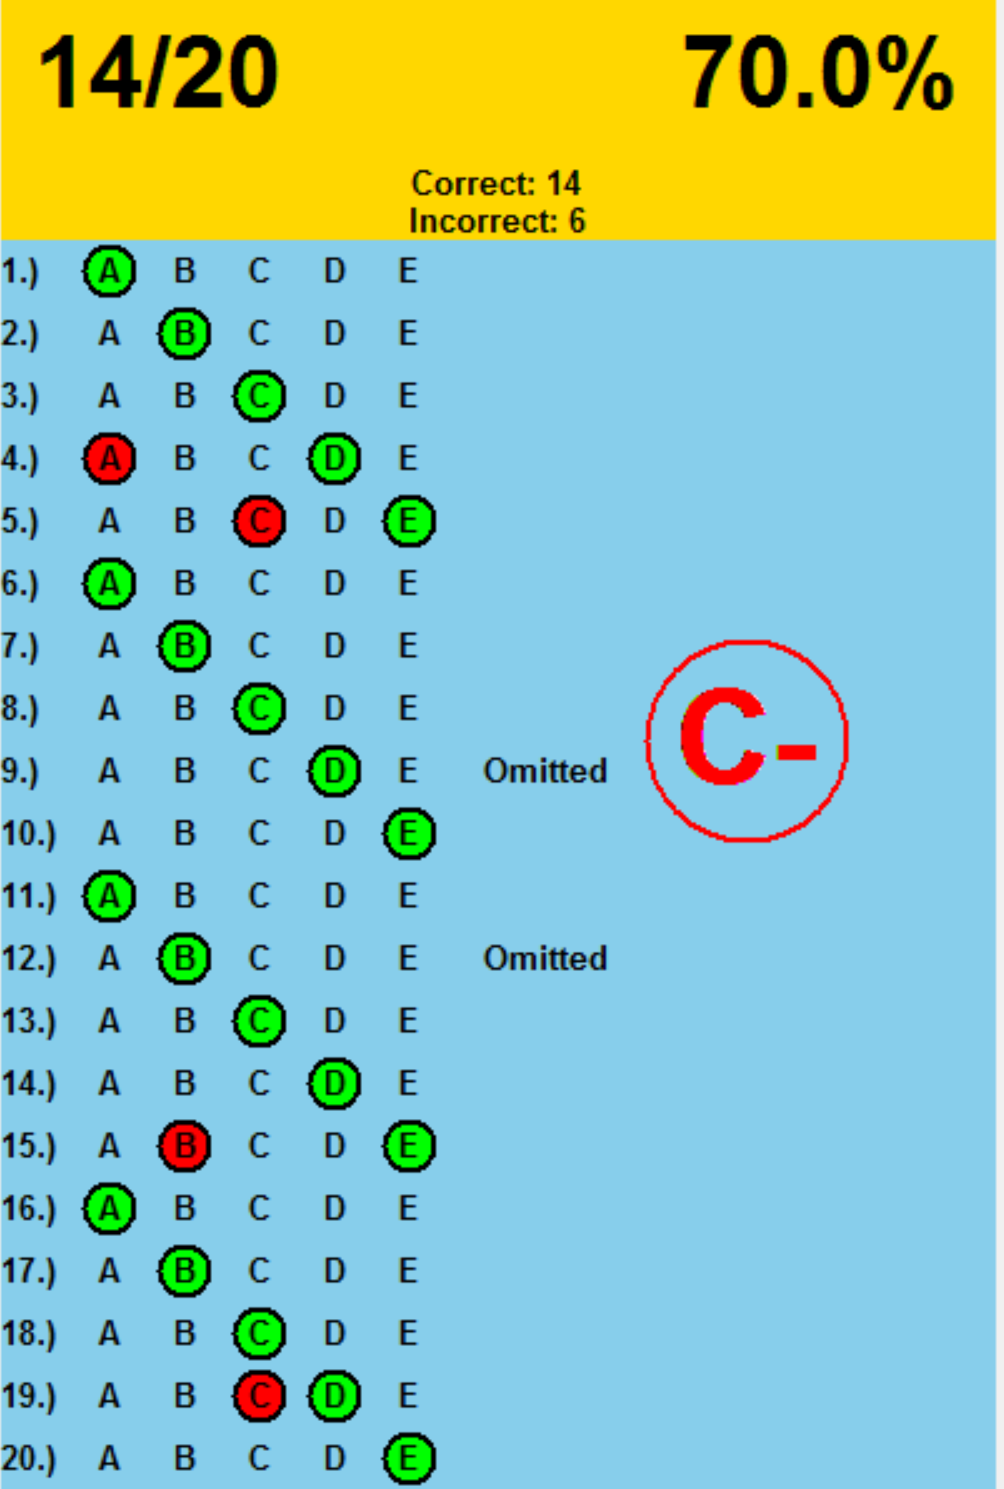 14/20 70.0%
Correct: 14
Incorrect: 6
1.) A B C D E
2.) A B C D E
3.) A B C D E
4.) A B C D E
5.) A B C D E
6.) A B C D E
7.) A B C D E
8.) A B C D E
C-
9.) A B C D E Omitted
10.) A B C D E
11.) A B C D E
12.) A B C D E Omitted
13.) A B C D E
14.) A B C D E
15.) A B C D E
16.) A B C D E
17.) A B C D E
18.) A B C D E
19.) A B C D E
20.) A B C D E